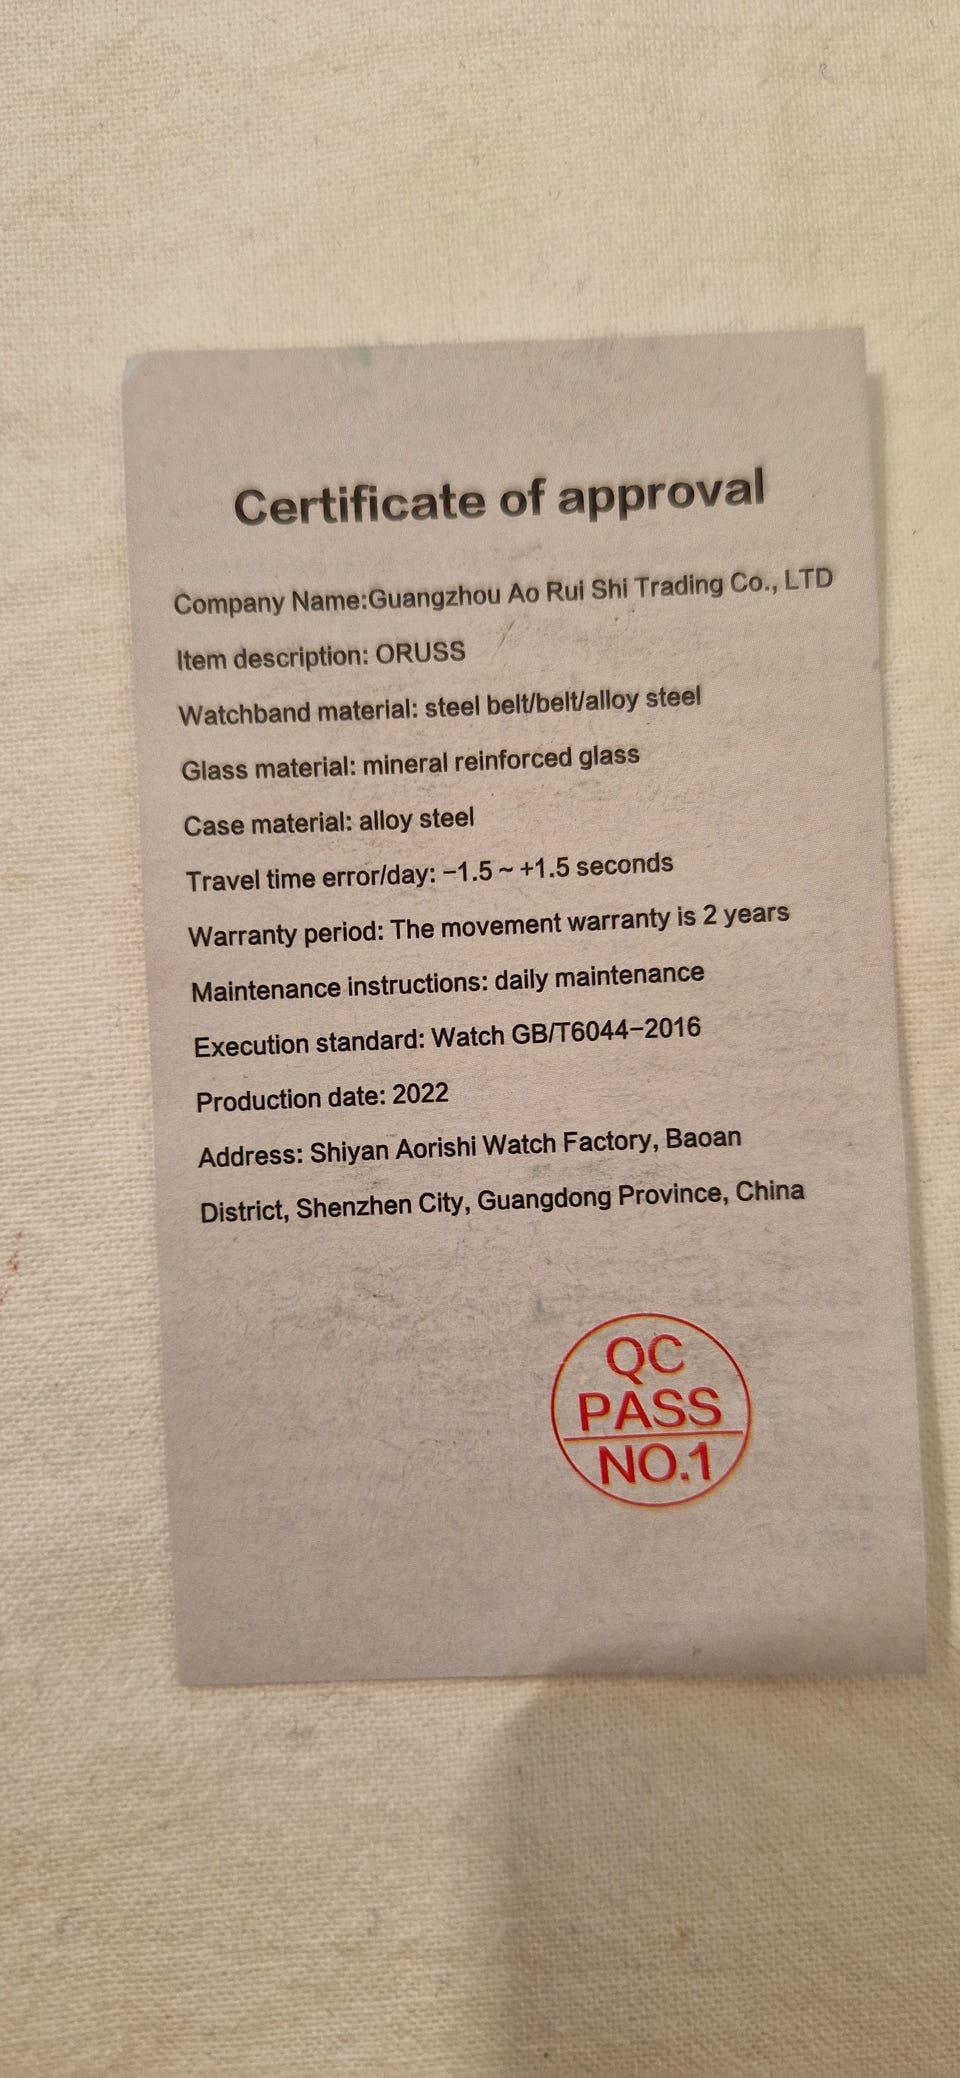 Certificate of approval
Company Name:Guangzhou Ao Rui Shi Trading Co., LTD
Item description: ORUSS
Watchband material: steel belt/belt/alloy steel
Glass material: mineral reinforced glass
Case material: alloy steel
Travel time error/day: −1.5 ~ +1.5 seconds
Warranty period: The movement warranty is 2 years
Maintenance instructions: daily maintenance
Execution standard: Watch GB/T6044−2016
Production date: 2022
Address: Shiyan Aorishi Watch Factory, Baoan
District, Shenzhen City, Guangdong Province, China
QC
PASS
NO.1